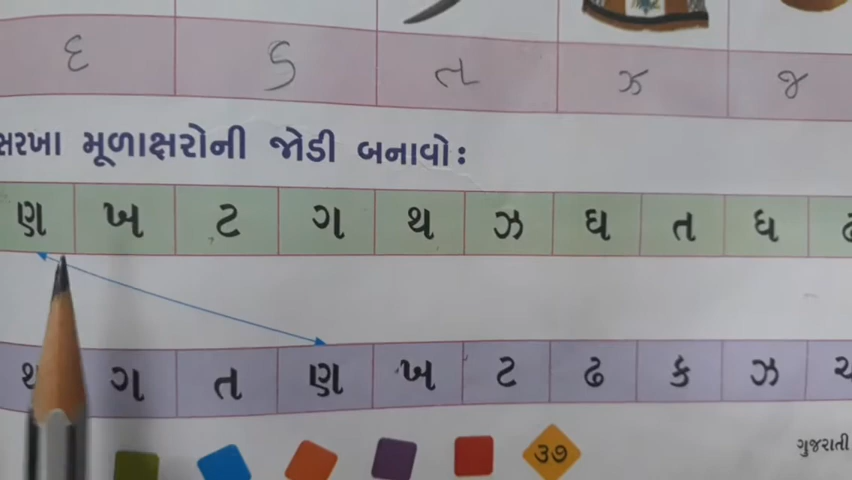 દ ડ ત ઝ જ
સરખા મૂળાક્ષરોની જોડી બનાવો :
ણ ખ ટ ગ થ ઝ ઘ ત ધ
ગ ત ણ ખ ટ ઢ ક ઝ
૩૭
ગુજરાતી